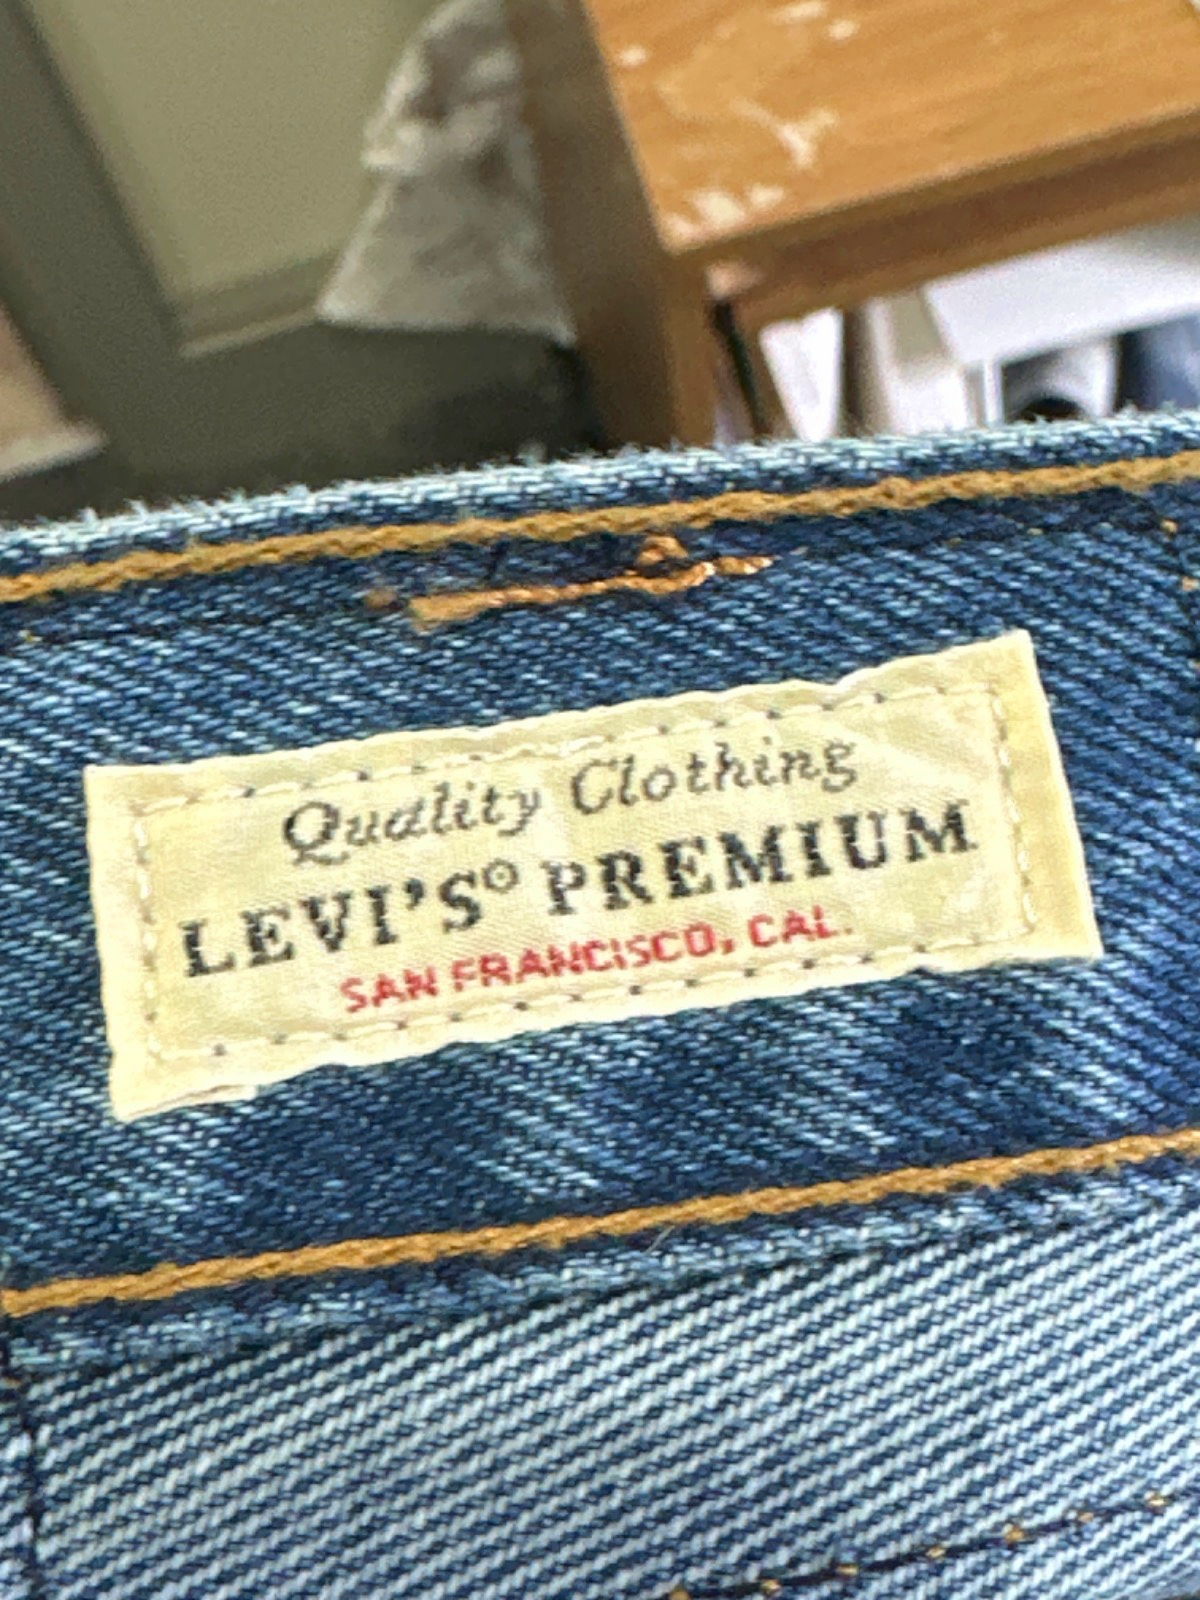 Quality Clothing
LEVI'S® PREMIUM
SAN FRANCISCO, CAL.